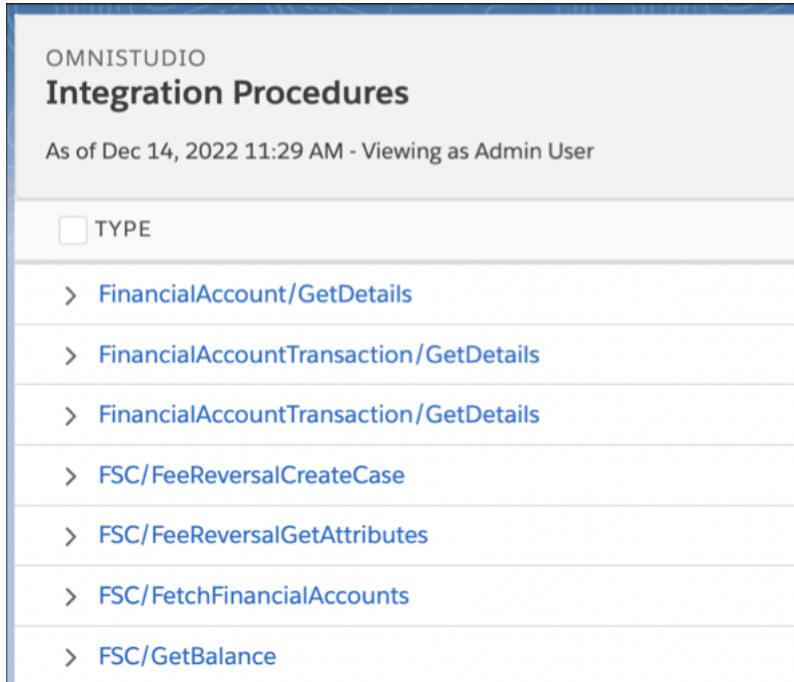 OMNISTUDIO
Integration Procedures
As of Dec 14, 2022 11:29 AM - Viewing as Admin User
TYPE
FinancialAccount/GetDetails
FinancialAccountTransaction/GetDetails
FinancialAccountTransaction/GetDetails
FSC/FeeReversalCreateCase
FSC/FeeReversalGetAttributes
FSC/FetchFinancialAccounts
FSC/GetBalance